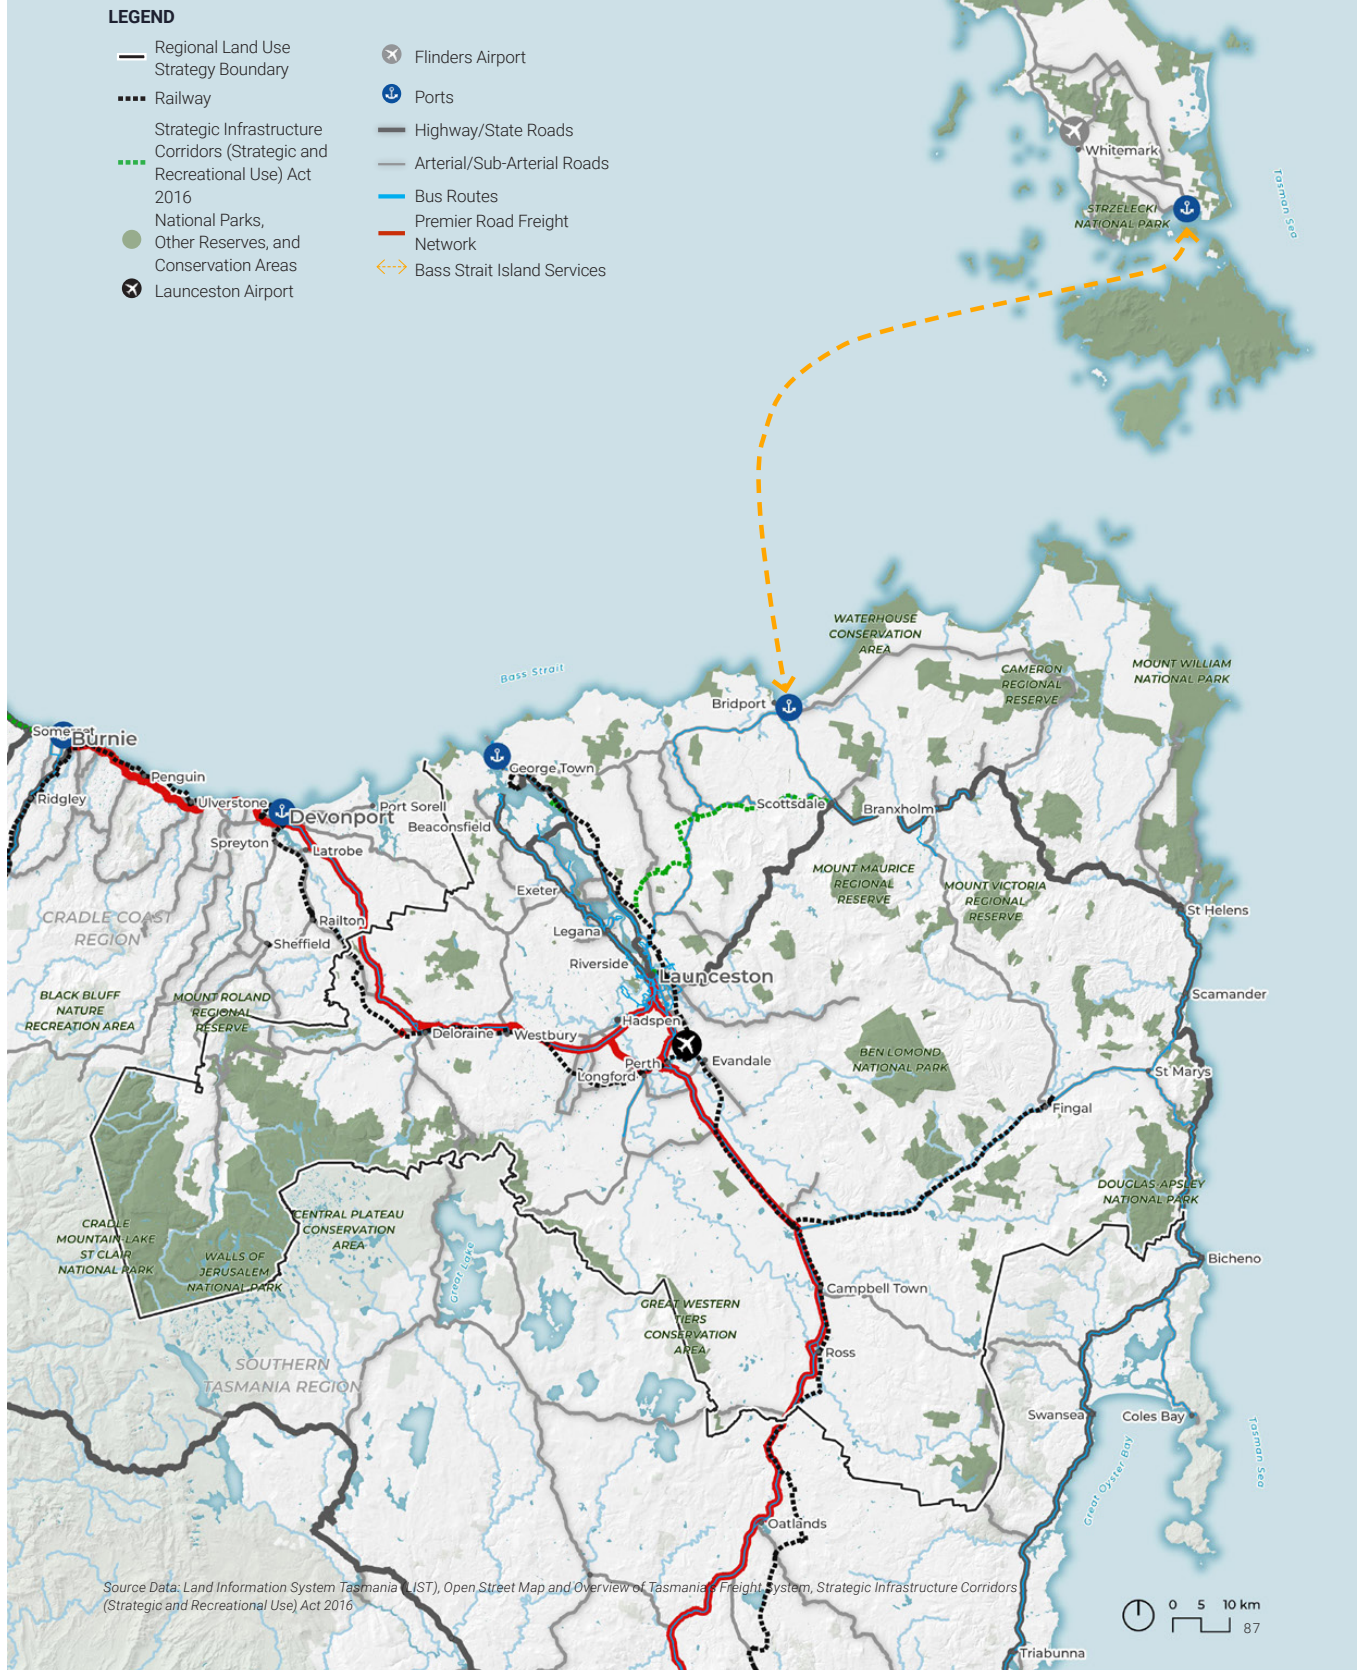 LEGEND
Regional Land Use
Strategy Boundary
Railway
Strategic Infrastructure
Corridors (Strategic and
Recreational Use) Act
2016
National Parks,
Other Reserves, and
Conservation Areas
Launceston Airport
Flinders Airport
Ports
Highway/State Roads
Arterial/Sub-Arterial Roads
Bus Routes
Premier Road Freight
Network
Bass Strait Island Services
Whitemark
STRZELECKI
NATIONAL PARK
Tasman Sea
Bass Strait
WATERHOUSE
CONSERVATION
AREA
CAMERON
REGIONAL
RESERVE
MOUNT WILLIAM
NATIONAL PARK
Bridport
Somerset
Burnie
Penguin
Ridgley
Ulverstone
Devonport
Port Sorell
George Town
Beaconsfield
Spreyton
Latrobe
Scottsdale
Branxholm
MOUNT MAURICE
REGIONAL
RESERVE
MOUNT VICTORIA
REGIONAL
RESERVE
Exeter
St Helens
CRADLE COAST
REGION
Railton
Sheffield
Legana
Riverside
Launceston
BLACK BLUFF
NATURE
RECREATION AREA
MOUNT ROLAND
REGIONAL
RESERVE
Scamander
Deloraine
Westbury
Hadspen
Perth
Evandale
Longford
BEN LOMOND
NATIONAL PARK
St Marys
Fingal
DOUGLAS-APSLEY
NATIONAL PARK
CRADLE
MOUNTAIN-LAKE
ST CLAIR
NATIONAL PARK
WALLS OF
JERUSALEM
NATIONAL PARK
CENTRAL PLATEAU
CONSERVATION
AREA
Great Lake
Bicheno
Campbell Town
GREAT WESTERN
TIERS
CONSERVATION
AREA
Ross
SOUTHERN
TASMANIA REGION
Swansea
Coles Bay
Great Oyster Bay
Tasman Sea
Oatlands
Source Data: Land Information System Tasmania (LIST), Open Street Map and Overview of Tasmania's Freight System, Strategic Infrastructure Corridors
(Strategic and Recreational Use) Act 2016
0 5 10 km
87
Triabunna